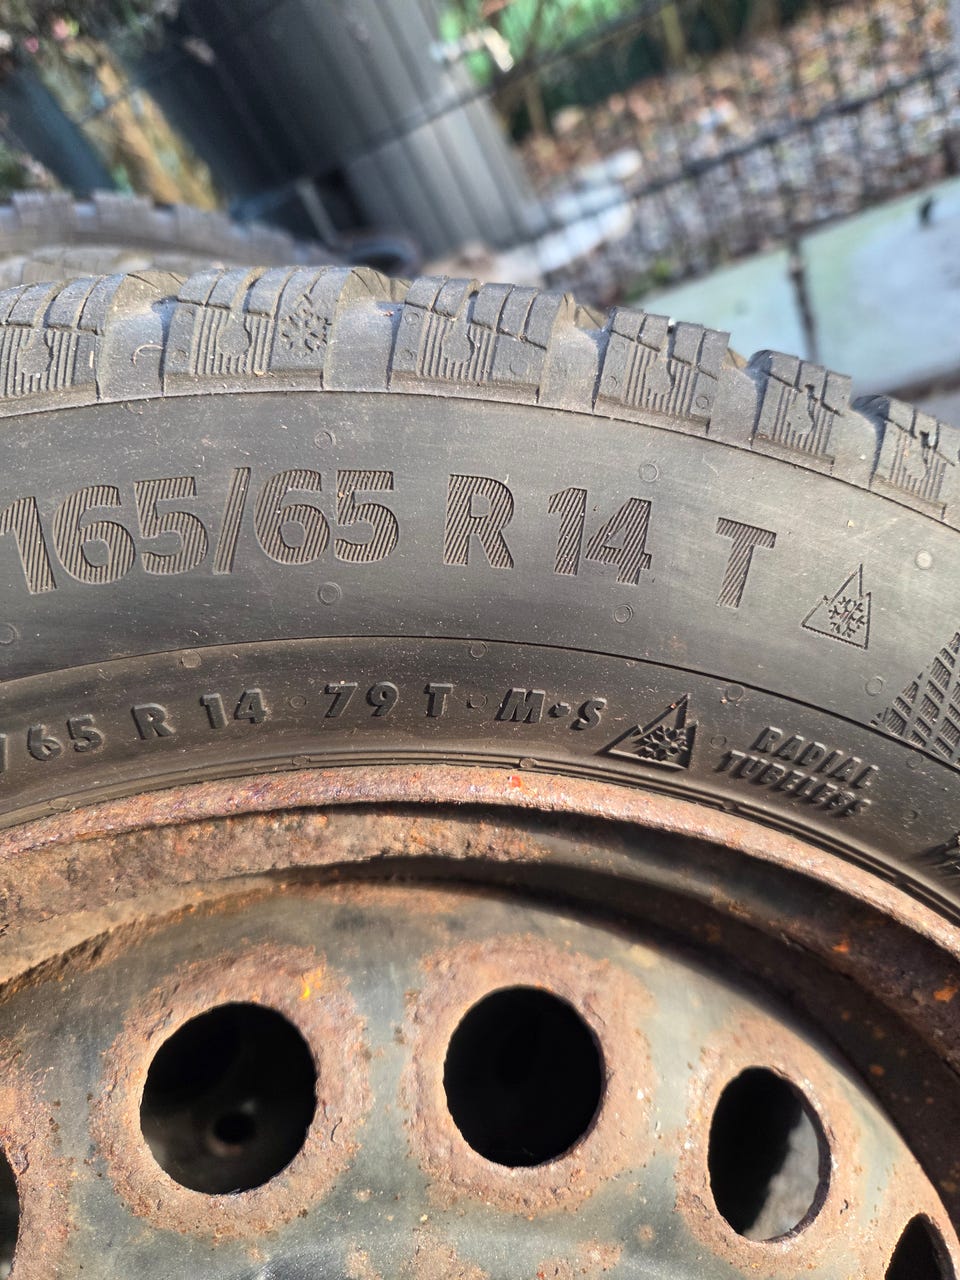 165/65 R 14 T
/65 R 14 79 T M·S
RADIAL
TUBELESS